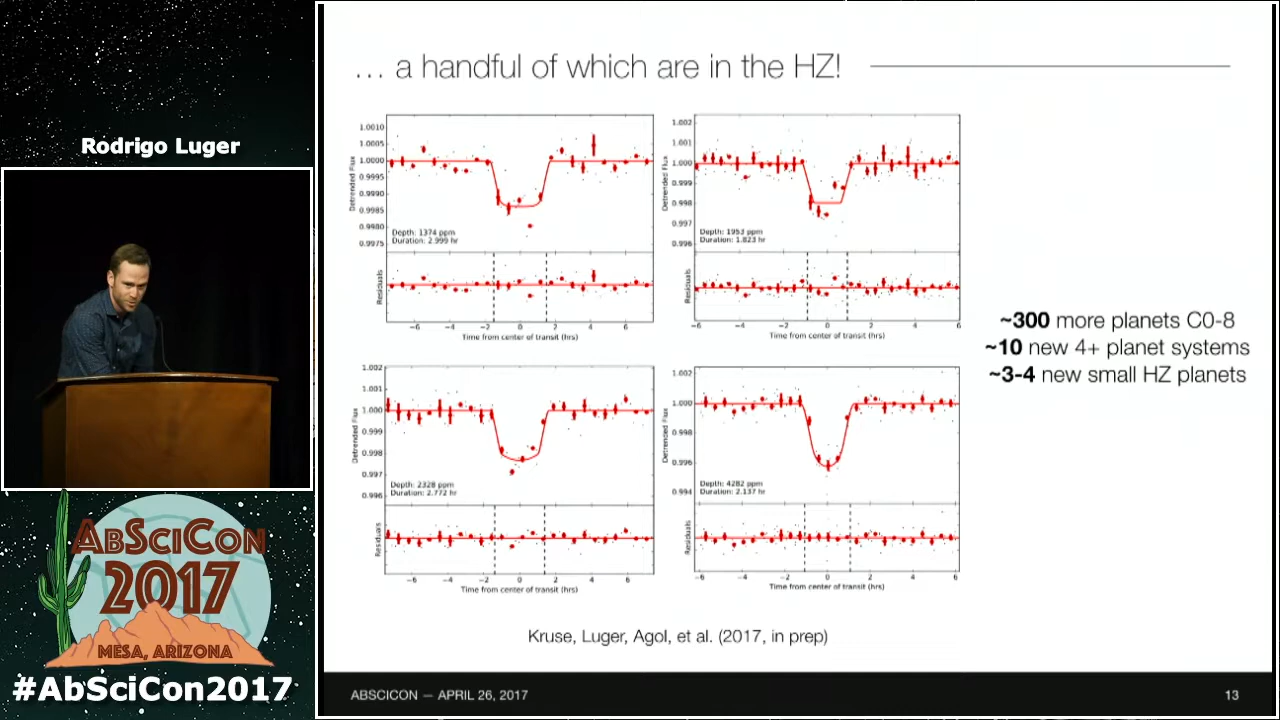 Rodrigo Luger
ABSCICON
2017
MESA, ARIZONA
#AbSciCon2017
... a handful of which are in the HZ!
1.0010
1.0005
1.0000
0.9995
0.9990
0.9985
0.9980
0.9975
Detrended Flux
Depth: 1374 ppm
Duration: 2.999 hr
Residuals
−6 −4 −2 0 2 4 6
Time from center of transit (hrs)
1.002
1.001
1.000
0.999
0.998
0.997
0.996
Detrended Flux
Depth: 1953 ppm
Duration: 1.823 hr
Residuals
−6 −4 −2 0 2 4 6
Time from center of transit (hrs)
1.002
1.001
1.000
0.999
0.998
0.997
0.996
Detrended Flux
Depth: 2328 ppm
Duration: 2.772 hr
Residuals
−6 −4 −2 0 2 4 6
Time from center of transit (hrs)
1.002
1.000
0.998
0.996
0.994
Detrended Flux
Depth: 4282 ppm
Duration: 2.137 hr
Residuals
−6 −4 −2 0 2 4 6
Time from center of transit (hrs)
~300 more planets C0-8
~10 new 4+ planet systems
~3-4 new small HZ planets
Kruse, Luger, Agol, et al. (2017, in prep)
ABSCICON — APRIL 26, 2017
13